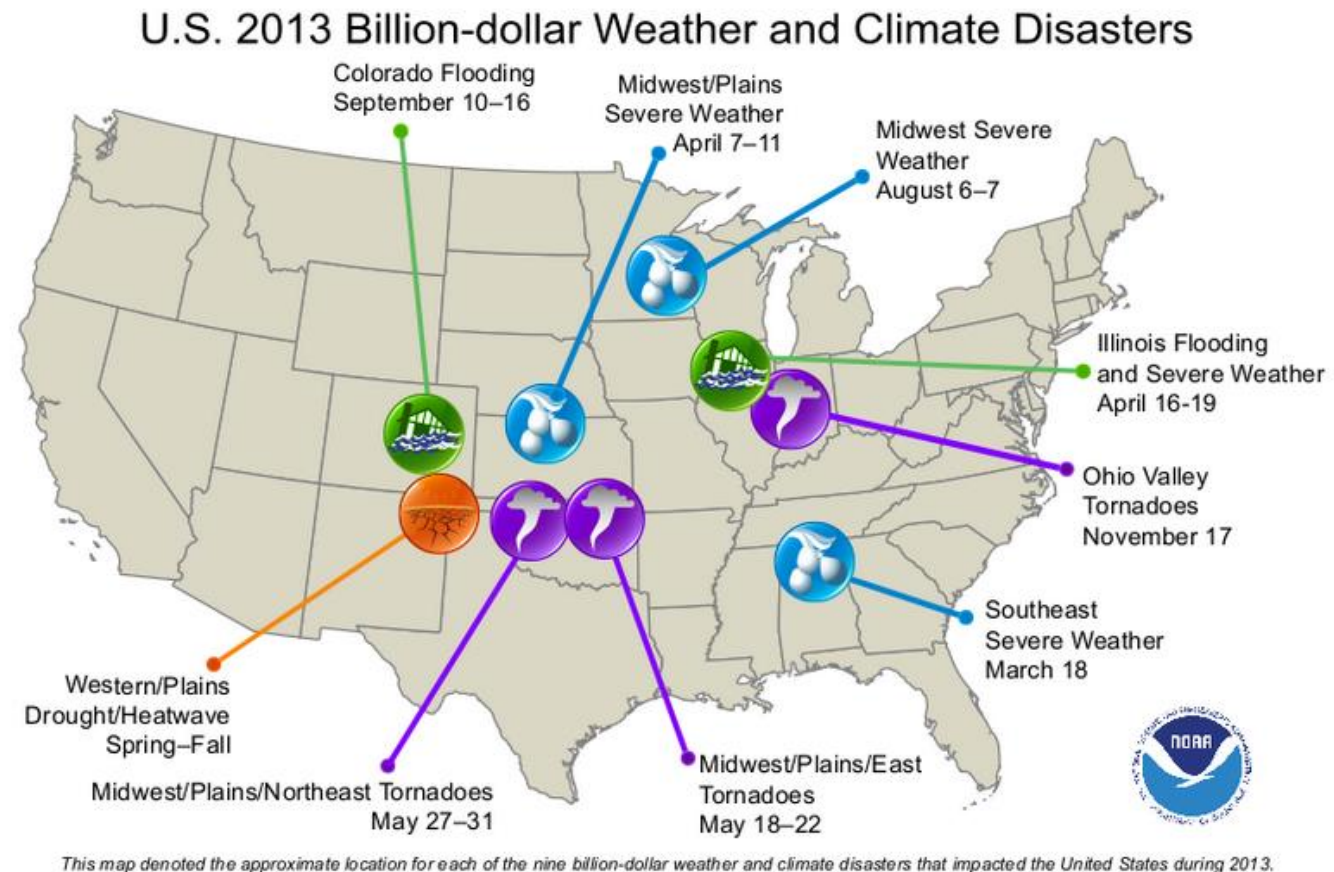 U.S. 2013 Billion-dollar Weather and Climate Disasters
Colorado Flooding
September 10–16
Midwest/Plains
Severe Weather
April 7–11
Midwest Severe
Weather
August 6–7
Illinois Flooding
and Severe Weather
April 16-19
Ohio Valley
Tornadoes
November 17
Southeast
Severe Weather
March 18
Western/Plains
Drought/Heatwave
Spring–Fall
Midwest/Plains/Northeast Tornadoes
May 27–31
Midwest/Plains/East
Tornadoes
May 18–22
NOAA
This map denoted the approximate location for each of the nine billion-dollar weather and climate disasters that impacted the United States during 2013.